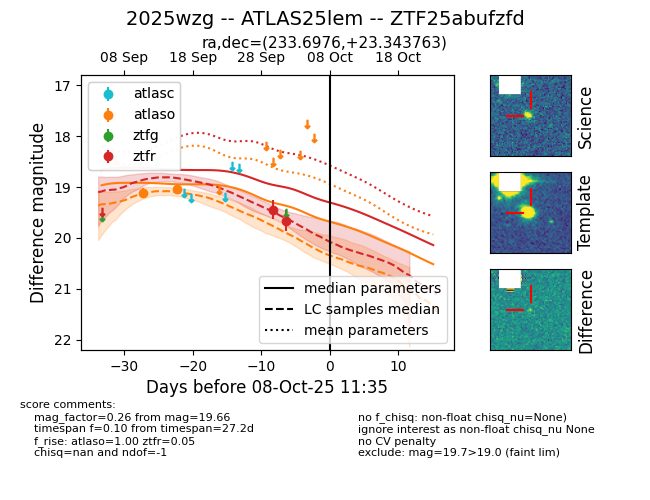 2025wzg -- ATLAS25lem -- ZTF25abufzfd
ra,dec=(233.6976,+23.343763)
08 Sep 18 Sep 28 Sep 08 Oct 18 Oct
17
18
19
20
21
22
Difference magnitude
atlasc
atlaso
ztfg
ztfr
median parameters
LC samples median
mean parameters
−30 −20 −10 0 10
Days before 08-Oct-25 11:35
Science
Template
Difference
score comments:
mag_factor=0.26 from mag=19.66
timespan f=0.10 from timespan=27.2d
f_rise: atlaso=1.00 ztfr=0.05
chisq=nan and ndof=-1
no f_chisq: non-float chisq_nu=None)
ignore interest as non-float chisq_nu None
no CV penalty
exclude: mag=19.7>19.0 (faint lim)